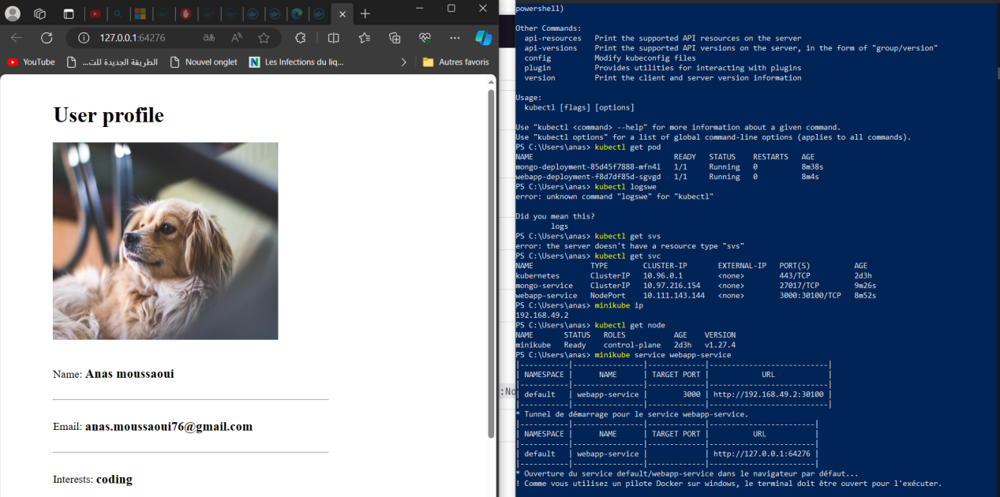 127.0.0.1:64276
YouTube
الطريقة الجديدة للت...
Nouvel onglet
Les Infections du liq...
Autres favoris
User profile
Name: Anas moussaoui
Email: anas.moussaoui76@gmail.com
Interests: coding
:No
powershell)
Other Commands:
api-resources Print the supported API resources on the server
api-versions Print the supported API versions on the server, in the form of "group/version"
config Modify kubeconfig files
plugin Provides utilities for interacting with plugins
version Print the client and server version information
Usage:
kubectl [flags] [options]
Use "kubectl <command> --help" for more information about a given command.
Use "kubectl options" for a list of global command-line options (applies to all commands).
PS C:\Users\anas> kubectl get pod
NAME READY STATUS RESTARTS AGE
mongo-deployment-85d45f7888-mfn4l 1/1 Running 0 8m38s
webapp-deployment-f8d7df85d-sgvgd 1/1 Running 0 8m4s
PS C:\Users\anas> kubectl logswe
error: unknown command "logswe" for "kubectl"
Did you mean this?
logs
PS C:\Users\anas> kubectl get svs
error: the server doesn't have a resource type "svs"
PS C:\Users\anas> kubectl get svc
NAME TYPE CLUSTER-IP EXTERNAL-IP PORT(S) AGE
kubernetes ClusterIP 10.96.0.1 <none> 443/TCP 2d3h
mongo-service ClusterIP 10.97.216.154 <none> 27017/TCP 9m26s
webapp-service NodePort 10.111.143.144 <none> 3000:30100/TCP 8m52s
PS C:\Users\anas> minikube ip
192.168.49.2
PS C:\Users\anas> kubectl get node
NAME STATUS ROLES AGE VERSION
minikube Ready control-plane 2d3h v1.27.4
PS C:\Users\anas> minikube service webapp-service
|-----------|----------------|-------------|---------------------------|
| NAMESPACE | NAME | TARGET PORT | URL |
|-----------|----------------|-------------|---------------------------|
| default | webapp-service | 3000 | http://192.168.49.2:30100 |
|-----------|----------------|-------------|---------------------------|
* Tunnel de démarrage pour le service webapp-service.
|-----------|----------------|-------------|------------------------|
| NAMESPACE | NAME | TARGET PORT | URL |
|-----------|----------------|-------------|------------------------|
| default | webapp-service | | http://127.0.0.1:64276 |
|-----------|----------------|-------------|------------------------|
* Ouverture du service default/webapp-service dans le navigateur par défaut...
! Comme vous utilisez un pilote Docker sur windows, le terminal doit être ouvert pour l'exécuter.